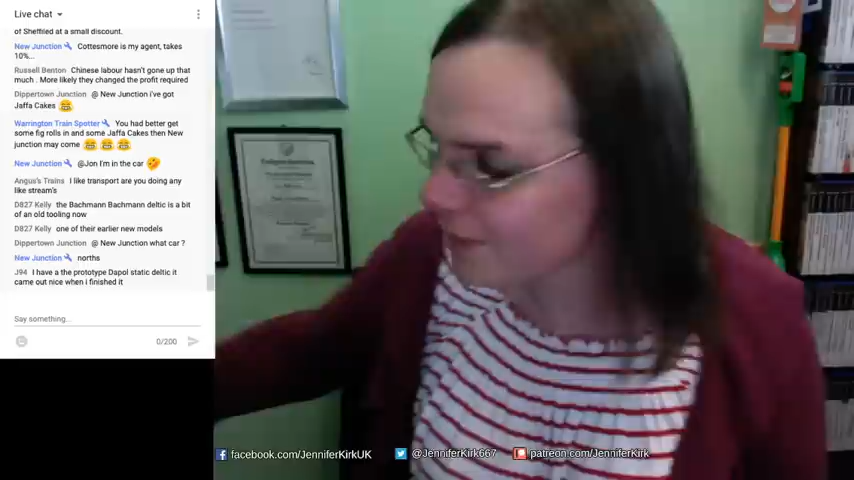 Live chat
of Sheffiled at a small discount.
New Junction Cottesmore is my agent, takes
10%...
Russell Benton Chinese labour hasn't gone up that
much . More likely they changed the profit required
Dippertown Junction @ New Junction i've got
Jaffa Cakes 😂
Warrington Train Spotter You had better get
some fig rolls in and some Jaffa Cakes then New
junction may come 😂 😂 😂
New Junction @Jon I'm in the car 🤣
Angus's Trains I like transport are you doing any
like stream's
D827 Kelly the Bachmann Bachmann deltic is a bit
of an old tooling now
D827 Kelly one of their earlier new models
Dippertown Junction @ New Junction what car ?
New Junction norths
J94 I have a the prototype Dapol static deltic it
came out nice when i finished it
Say something...
0/200
facebook.com/JenniferKirkUK @JenniferKirk667 patreon.com/JenniferKirk